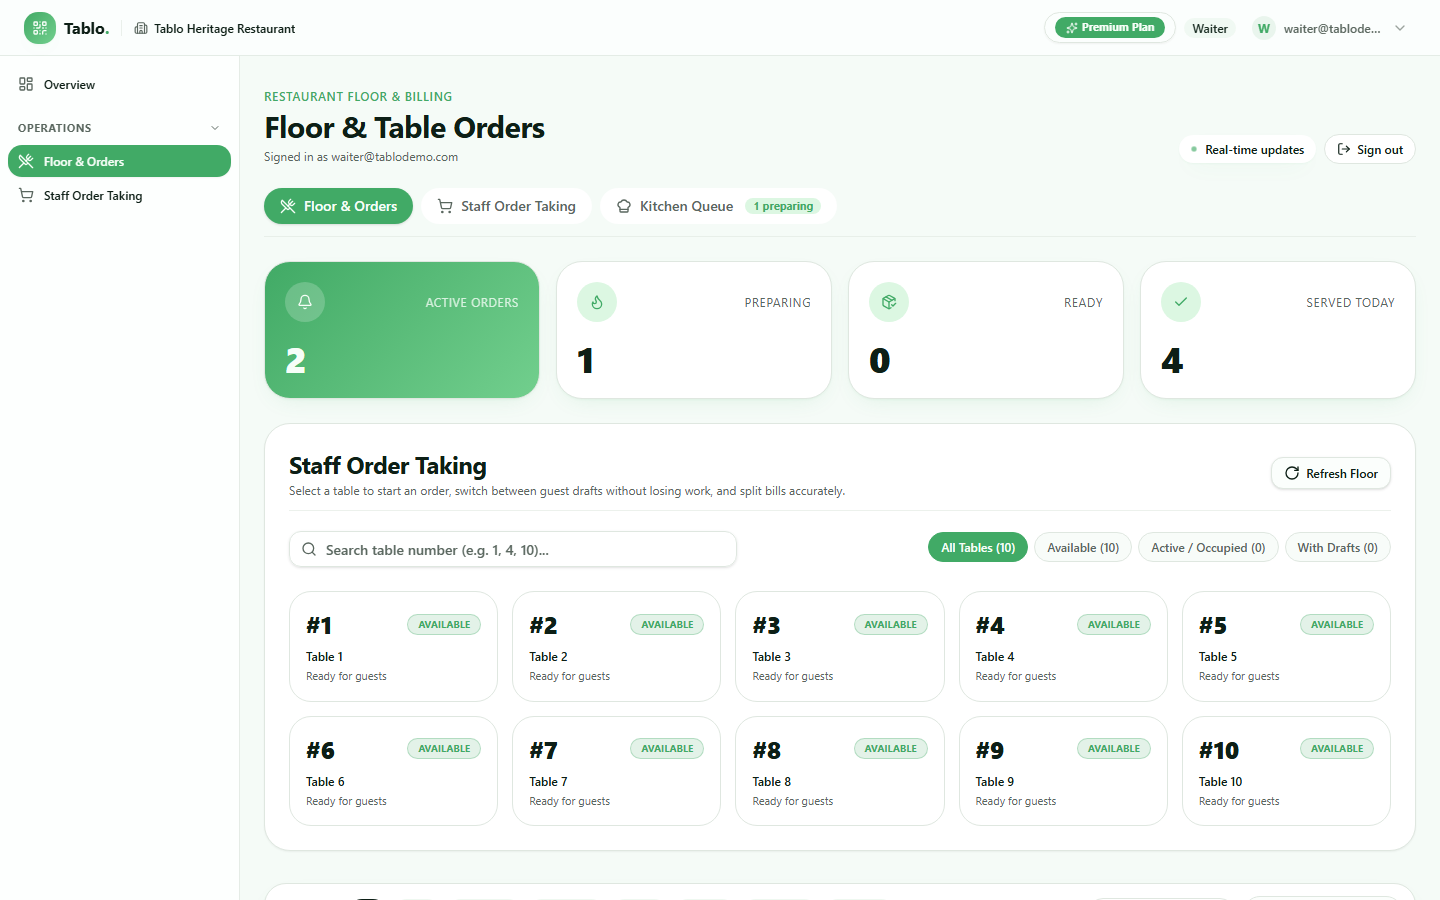 Tablo.
Tablo Heritage Restaurant
Premium Plan
Waiter
W
waiter@tablode...
Overview
OPERATIONS
Floor & Orders
Staff Order Taking
RESTAURANT FLOOR & BILLING
Floor & Table Orders
Signed in as waiter@tablodemo.com
Real-time updates
Sign out
Floor & Orders
Staff Order Taking
Kitchen Queue
1 preparing
ACTIVE ORDERS
2
PREPARING
1
READY
0
SERVED TODAY
4
Staff Order Taking
Select a table to start an order, switch between guest drafts without losing work, and split bills accurately.
Refresh Floor
Search table number (e.g. 1, 4, 10)...
All Tables (10)
Available (10)
Active / Occupied (0)
With Drafts (0)
#1
AVAILABLE
Table 1
Ready for guests
#2
AVAILABLE
Table 2
Ready for guests
#3
AVAILABLE
Table 3
Ready for guests
#4
AVAILABLE
Table 4
Ready for guests
#5
AVAILABLE
Table 5
Ready for guests
#6
AVAILABLE
Table 6
Ready for guests
#7
AVAILABLE
Table 7
Ready for guests
#8
AVAILABLE
Table 8
Ready for guests
#9
AVAILABLE
Table 9
Ready for guests
#10
AVAILABLE
Table 10
Ready for guests